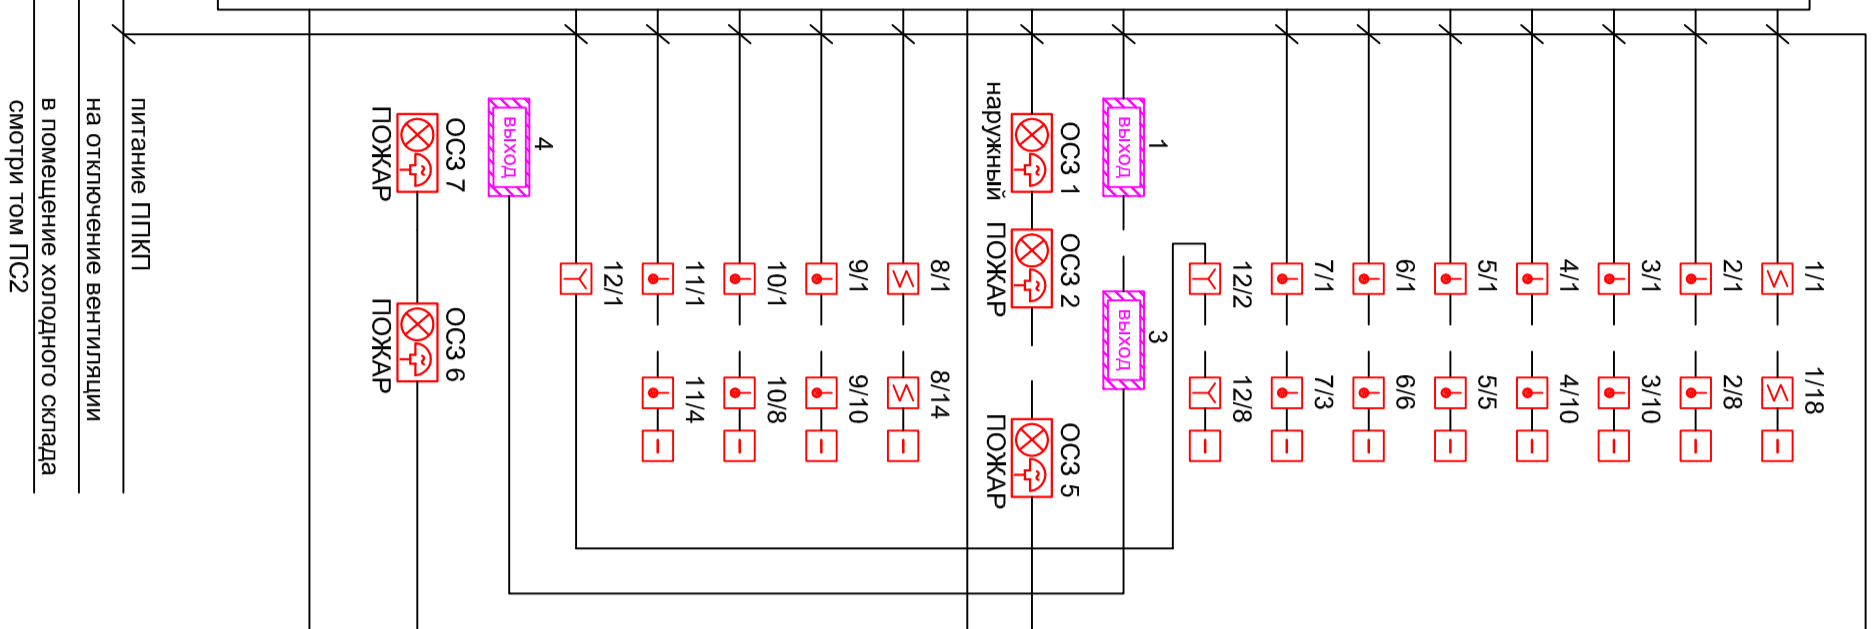 1/1 1/18
2/1 2/8
3/1 3/10
4/1 4/10
5/1 5/5
6/1 6/6
7/1 7/3
12/2 12/8
1 3
выход выход
ОСЗ 1 ОСЗ 2 ОСЗ 5
наружный ПОЖАР ПОЖАР
8/1 8/14
9/1 9/10
10/1 10/8
11/1 11/4
12/1
4
выход
ОСЗ 7 ОСЗ 6
ПОЖАР ПОЖАР
питание ППКП
на отключение вентиляции
в помещение холодного склада
смотри том ПС2